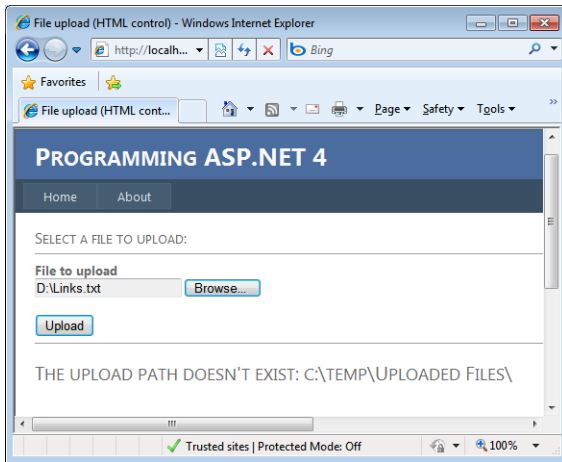 File upload (HTML control) - Windows Internet Explorer
http://localh... Bing
Favorites
File upload (HTML cont... Page Safety Tools »
PROGRAMMING ASP.NET 4
Home About
SELECT A FILE TO UPLOAD:
File to upload
D:\Links.txt Browse...
Upload
THE UPLOAD PATH DOESN'T EXIST: C:\TEMP\UPLOADED FILES\
Trusted sites | Protected Mode: Off 100%